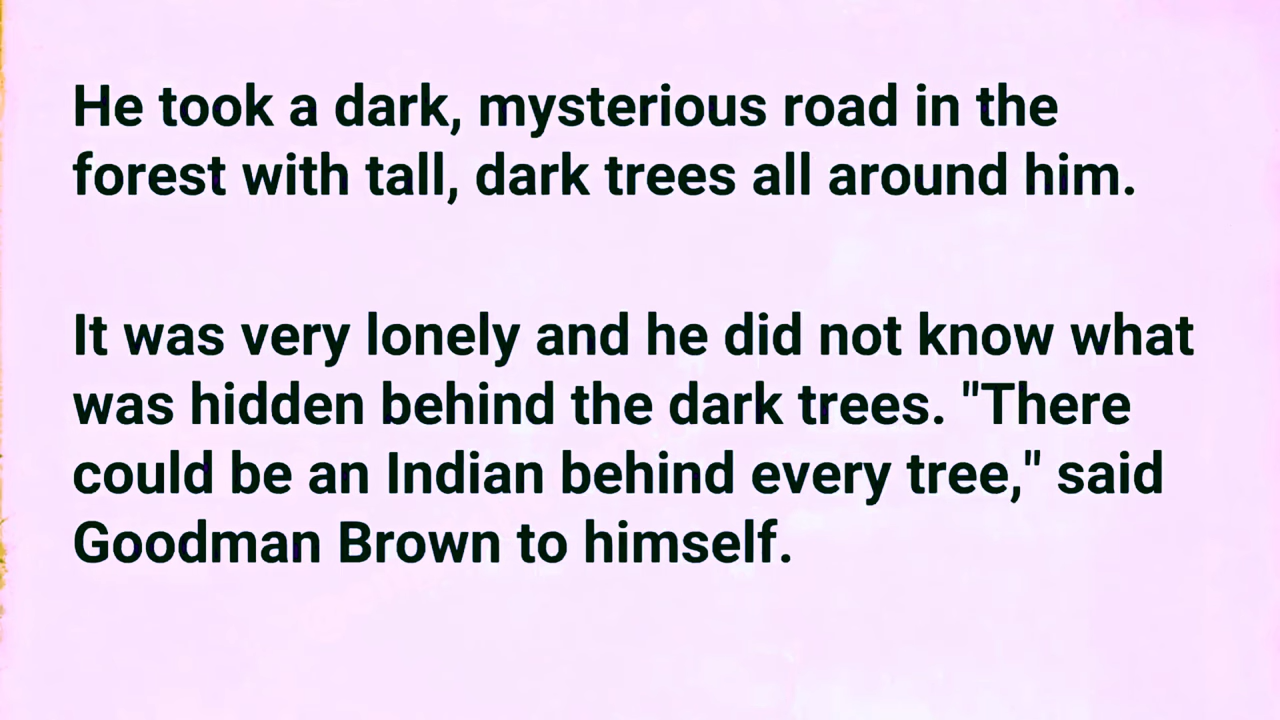 He took a dark, mysterious road in the
forest with tall, dark trees all around him.
It was very lonely and he did not know what
was hidden behind the dark trees. "There
could be an Indian behind every tree," said
Goodman Brown to himself.